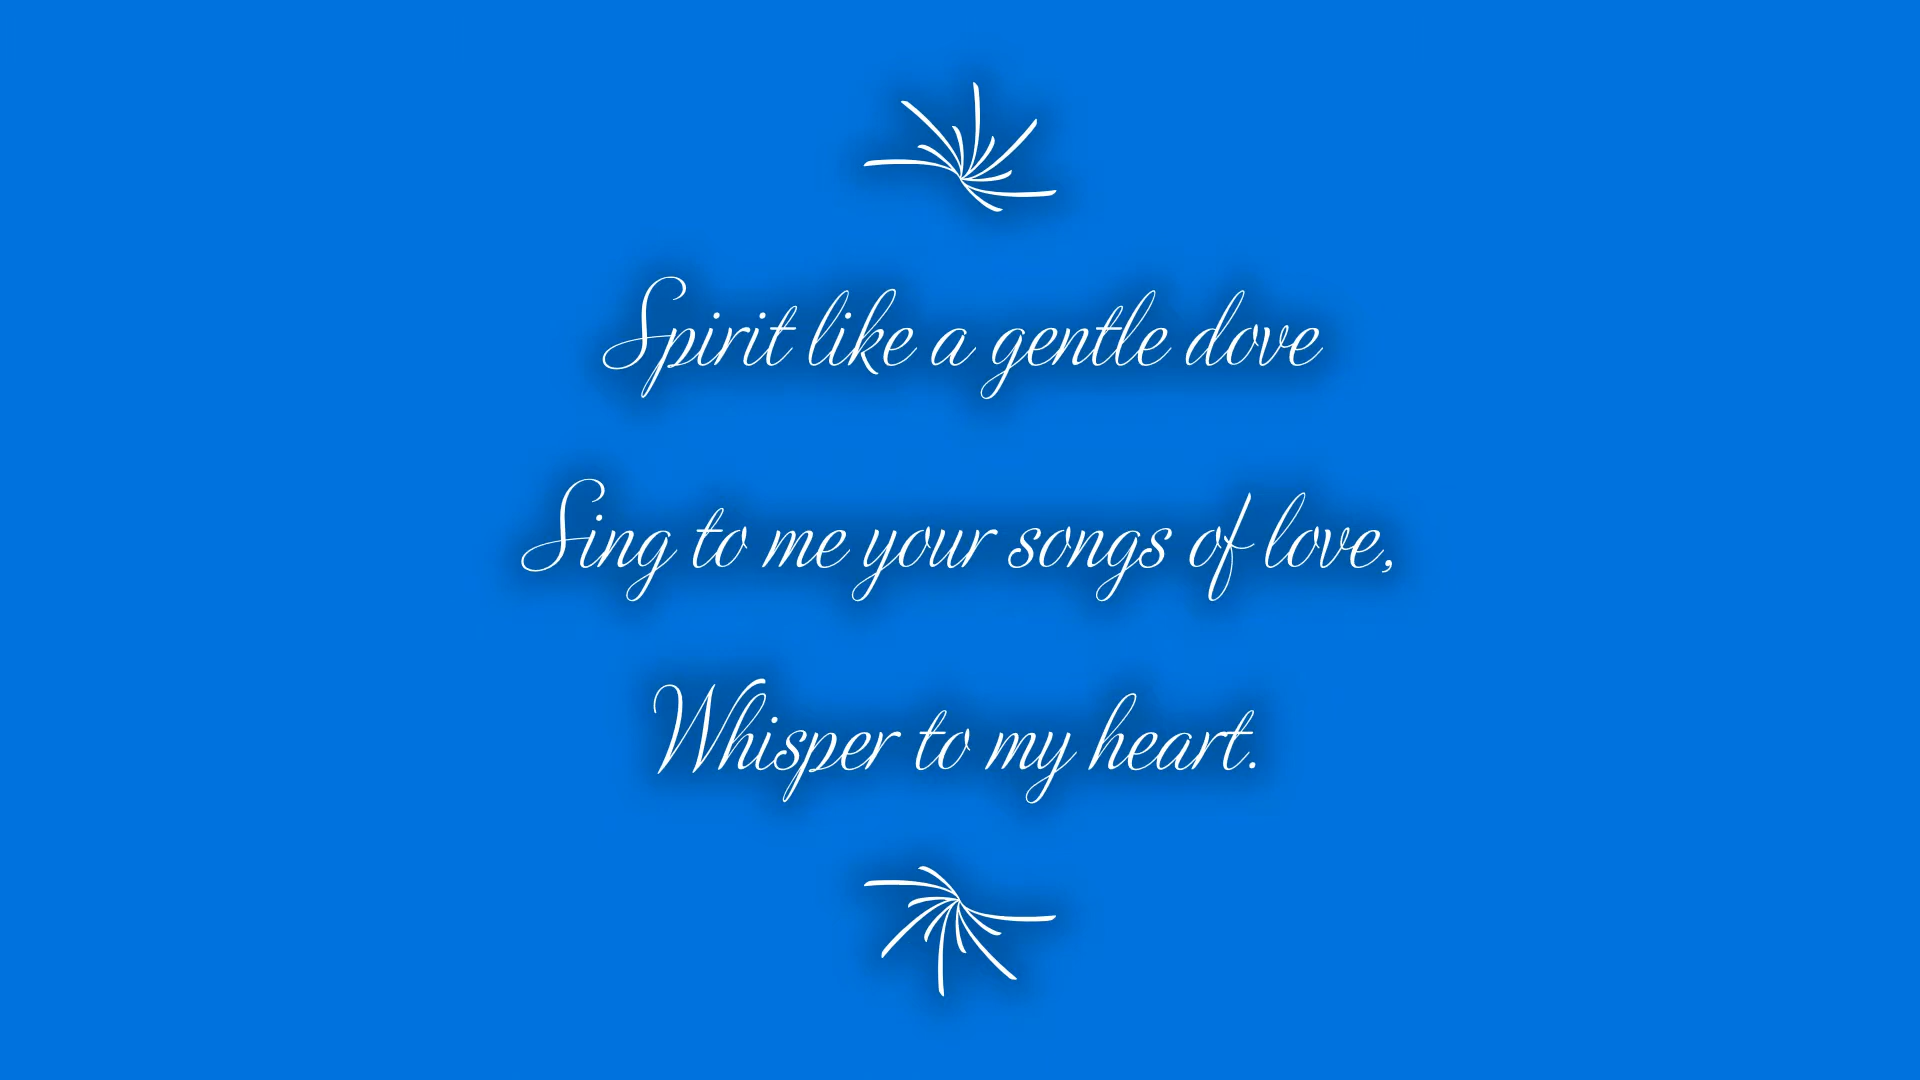 Spirit like a gentle dove
Sing to me your songs of love,
Whisper to my heart.